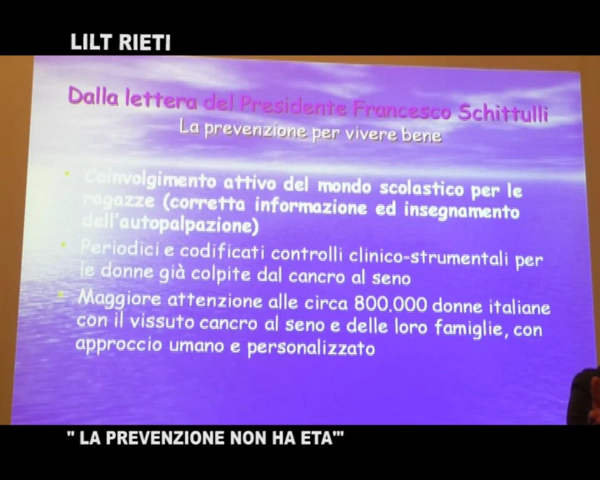 LILT RIETI
Dalla lettera del Presidente Francesco Schittulli
La prevenzione per vivere bene
Coinvolgimento attivo del mondo scolastico per le
ragazze (corretta informazione ed insegnamento
dell'autopalpazione)
Periodici e codificati controlli clinico-strumentali per
le donne già colpite dal cancro al seno
Maggiore attenzione alle circa 800.000 donne italiane
con il vissuto cancro al seno e delle loro famiglie, con
approccio umano e personalizzato
" LA PREVENZIONE NON HA ETA'"